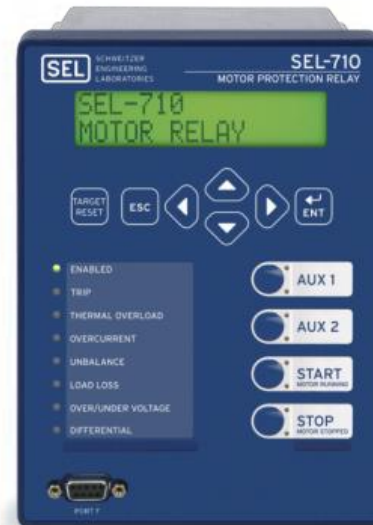 SEL
SCHWEITZER
ENGINEERING
LABORATORIES
SEL-710
MOTOR PROTECTION RELAY
SEL-710
MOTOR RELAY
TARGET
RESET
ESC
ENT
ENABLED
TRIP
THERMAL OVERLOAD
OVERCURRENT
UNBALANCE
LOAD LOSS
OVER/UNDER VOLTAGE
DIFFERENTIAL
AUX 1
AUX 2
START
MOTOR RUNNING
STOP
MOTOR STOPPED
PORT F